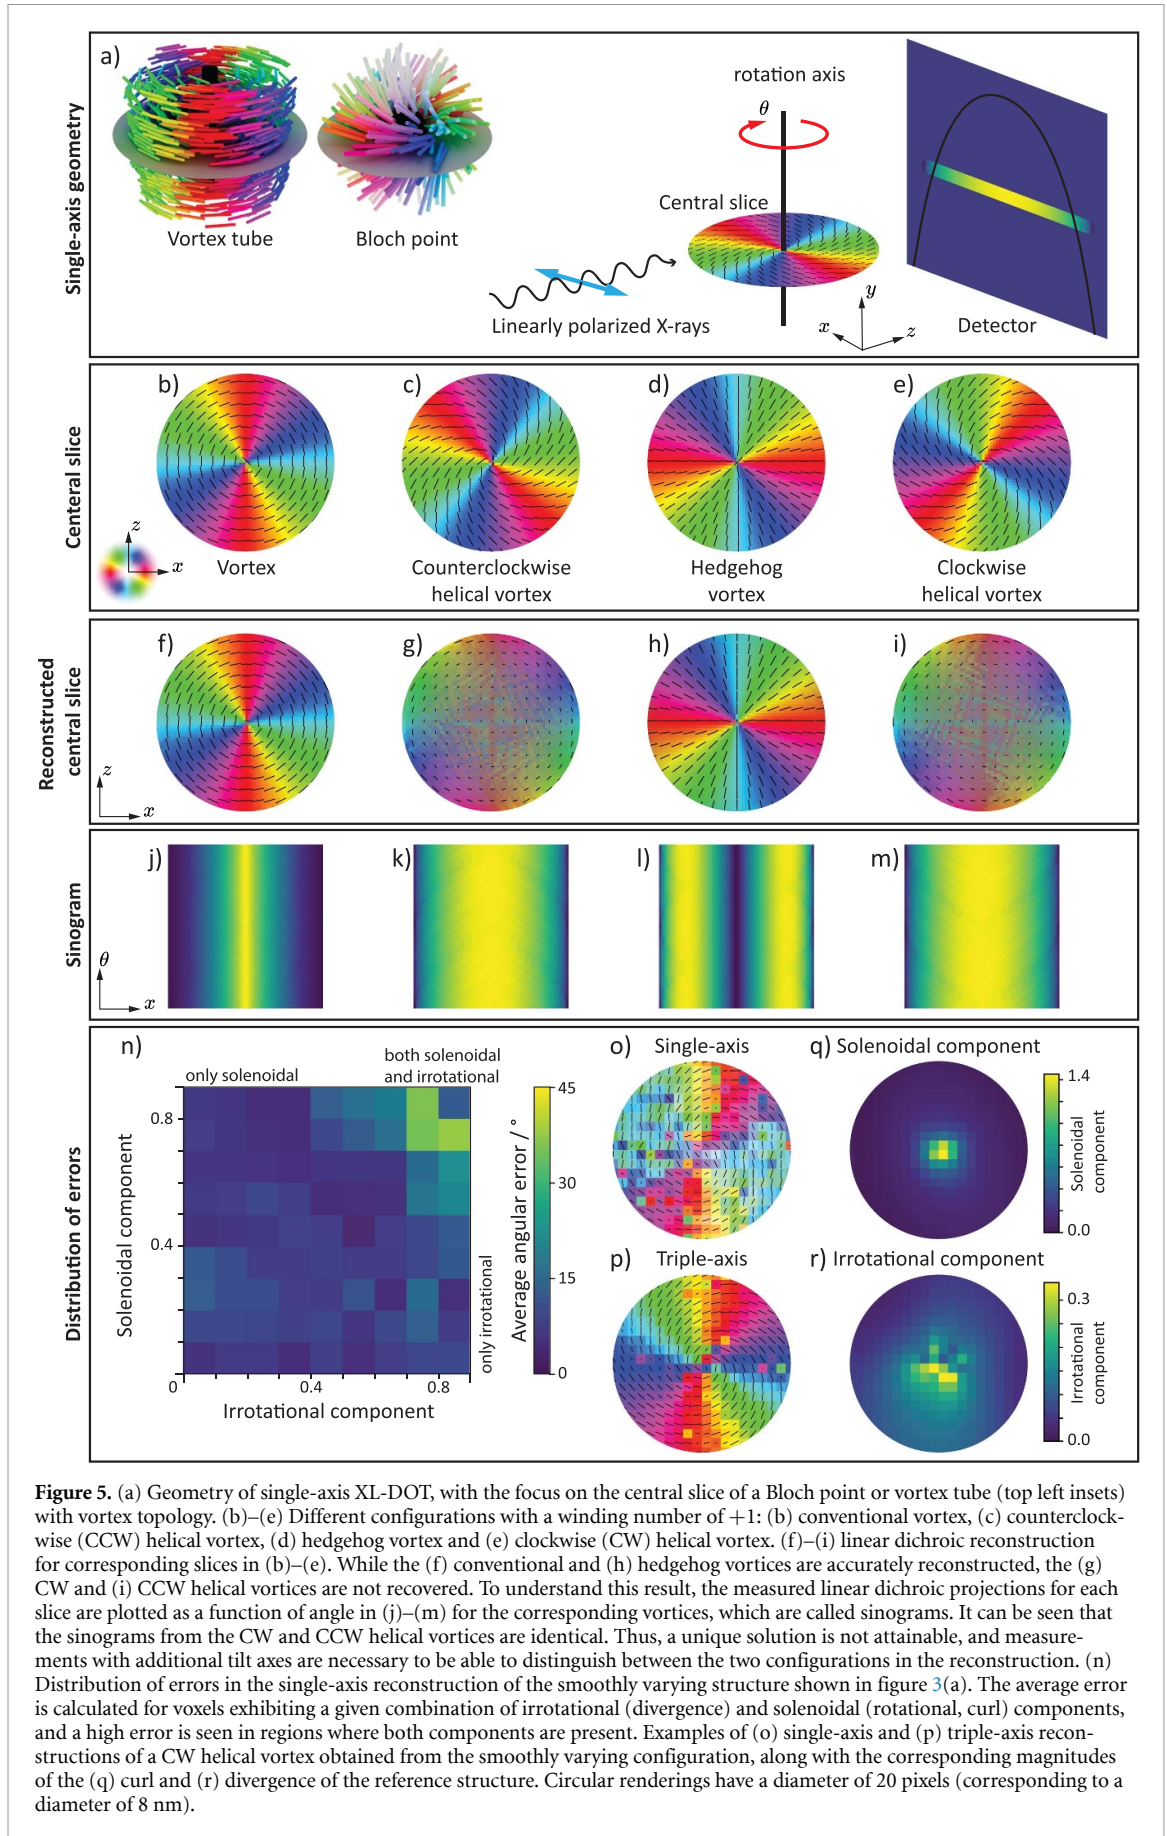 Single-axis geometry
a)
Vortex tube
Bloch point
rotation axis
θ
Central slice
Linearly polarized X-rays
y
x
z
Detector
Centeral slice
b)
c)
d)
e)
z
x
Vortex
Counterclockwise
helical vortex
Hedgehog
vortex
Clockwise
helical vortex
Reconstructed
central slice
f)
g)
h)
i)
z
x
Sinogram
j)
k)
l)
m)
θ
x
Distribution of errors
n)
only solenoidal
both solenoidal
and irrotational
only irrotational
Solenoidal component
0.8
0.4
0
0.4
0.8
Irrotational component
Average angular error / °
45
30
15
0
o) Single-axis
p) Triple-axis
q) Solenoidal component
1.4
0.0
Solenoidal
component
r) Irrotational component
0.3
0.0
Irrotational
component
Figure 5. (a) Geometry of single-axis XL-DOT, with the focus on the central slice of a Bloch point or vortex tube (top left insets)
with vortex topology. (b)–(e) Different configurations with a winding number of +1: (b) conventional vortex, (c) counterclock-
wise (CCW) helical vortex, (d) hedgehog vortex and (e) clockwise (CW) helical vortex. (f)–(i) linear dichroic reconstruction
for corresponding slices in (b)–(e). While the (f) conventional and (h) hedgehog vortices are accurately reconstructed, the (g)
CW and (i) CCW helical vortices are not recovered. To understand this result, the measured linear dichroic projections for each
slice are plotted as a function of angle in (j)–(m) for the corresponding vortices, which are called sinograms. It can be seen that
the sinograms from the CW and CCW helical vortices are identical. Thus, a unique solution is not attainable, and measure-
ments with additional tilt axes are necessary to be able to distinguish between the two configurations in the reconstruction. (n)
Distribution of errors in the single-axis reconstruction of the smoothly varying structure shown in figure 3(a). The average error
is calculated for voxels exhibiting a given combination of irrotational (divergence) and solenoidal (rotational, curl) components,
and a high error is seen in regions where both components are present. Examples of (o) single-axis and (p) triple-axis recon-
structions of a CW helical vortex obtained from the smoothly varying configuration, along with the corresponding magnitudes
of the (q) curl and (r) divergence of the reference structure. Circular renderings have a diameter of 20 pixels (corresponding to a
diameter of 8 nm).